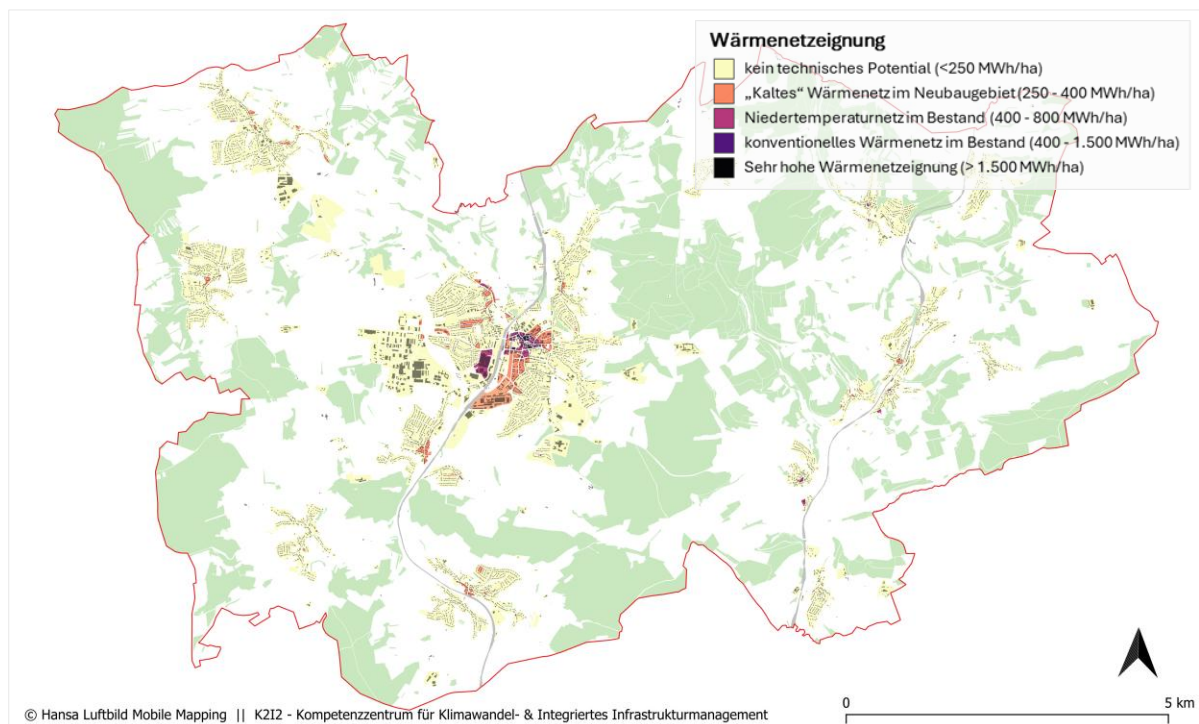 Wärmenetzeignung
kein technisches Potential (<250 MWh/ha)
„Kaltes“ Wärmenetz im Neubaugebiet (250 - 400 MWh/ha)
Niedertemperaturnetz im Bestand (400 - 800 MWh/ha)
konventionelles Wärmenetz im Bestand (400 - 1.500 MWh/ha)
Sehr hohe Wärmenetzeignung (> 1.500 MWh/ha)
© Hansa Luftbild Mobile Mapping || K2I2 - Kompetenzzentrum für Klimawandel- & Integriertes Infrastrukturmanagement
0 5 km